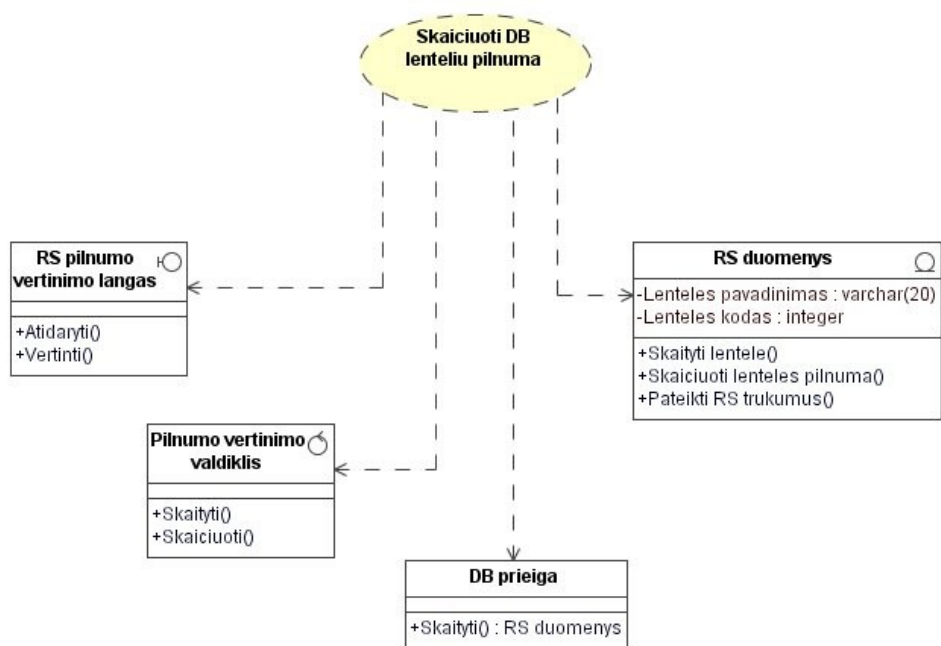 Skaiciuoti DB
lenteliu pilnuma
RS pilnumo
vertinimo langas
+Atidaryti()
+Vertinti()
RS duomenys
-Lenteles pavadinimas : varchar(20)
-Lenteles kodas : integer
+Skaityti lentele()
+Skaiciuoti lenteles pilnuma()
+Pateikti RS trukumus()
Pilnumo vertinimo
valdiklis
+Skaityti()
+Skaiciuoti()
DB prieiga
+Skaityti() : RS duomenys